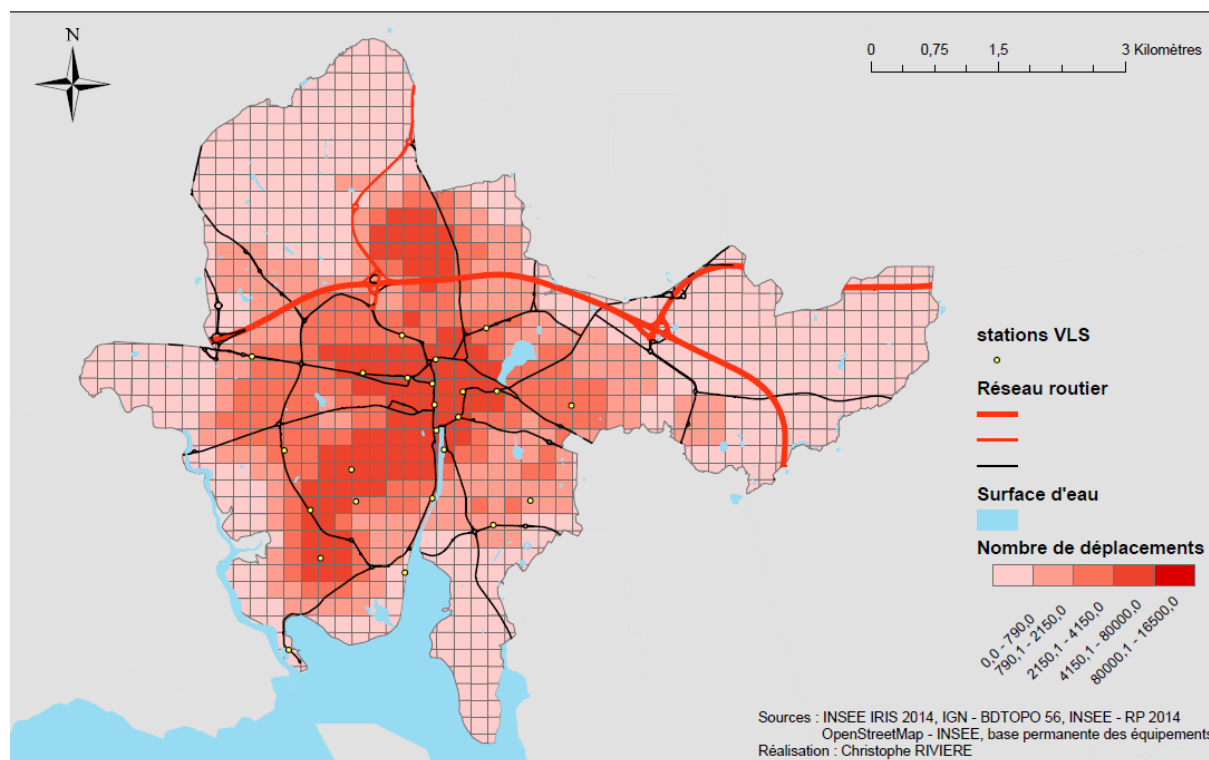 N
0 0,75 1,5 3 Kilomètres
stations VLS
Réseau routier
Surface d'eau
Nombre de déplacements
0,0 - 790,0
790,1 - 2150,0
2150,1 - 4150,0
4150,1 - 80000,0
80000,1 - 16500,0
Sources : INSEE IRIS 2014, IGN - BDTOPO 56, INSEE - RP 2014
OpenStreetMap - INSEE, base permanente des équipements
Réalisation : Christophe RIVIERE